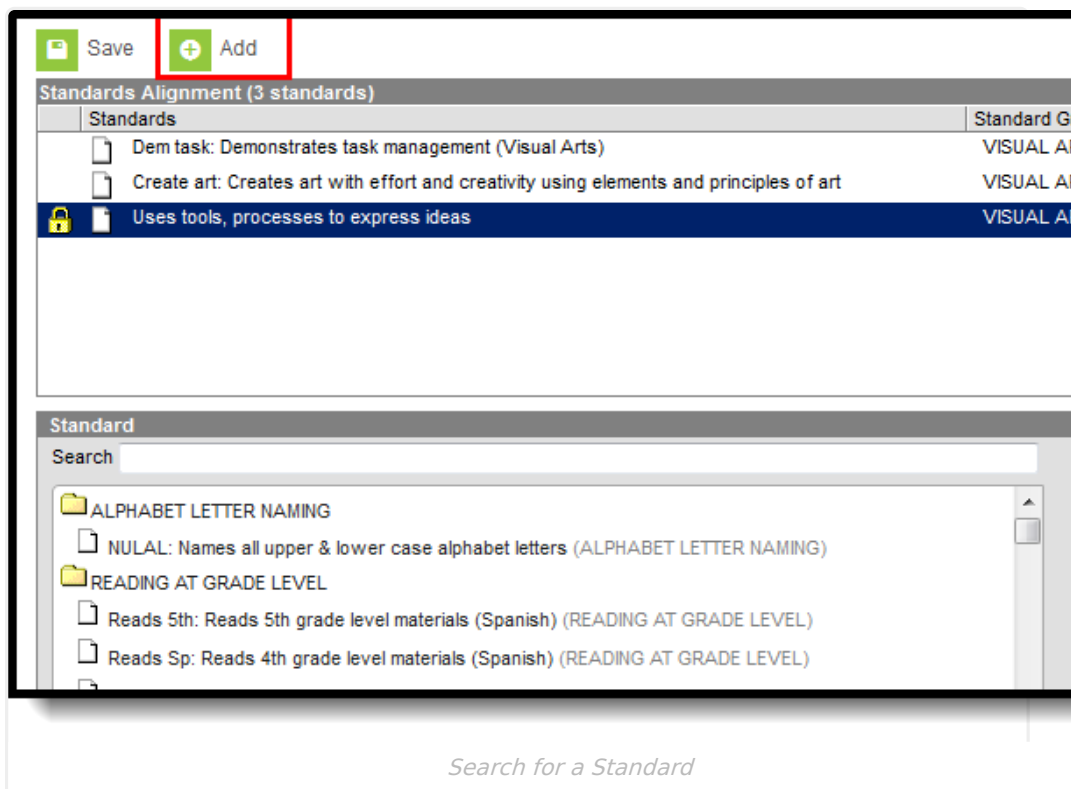 Save Add
Standards Alignment (3 standards)
Standards Standard G
Dem task: Demonstrates task management (Visual Arts) VISUAL
Create art: Creates art with effort and creativity using elements and principles of art VISUAL
Uses tools, processes to express ideas VISUAL
Standard
Search
ALPHABET LETTER NAMING
NULAL: Names all upper & lower case alphabet letters (ALPHABET LETTER NAMING)
READING AT GRADE LEVEL
Reads 5th: Reads 5th grade level materials (Spanish) (READING AT GRADE LEVEL)
Reads Sp: Reads 4th grade level materials (Spanish) (READING AT GRADE LEVEL)
Search for a Standard